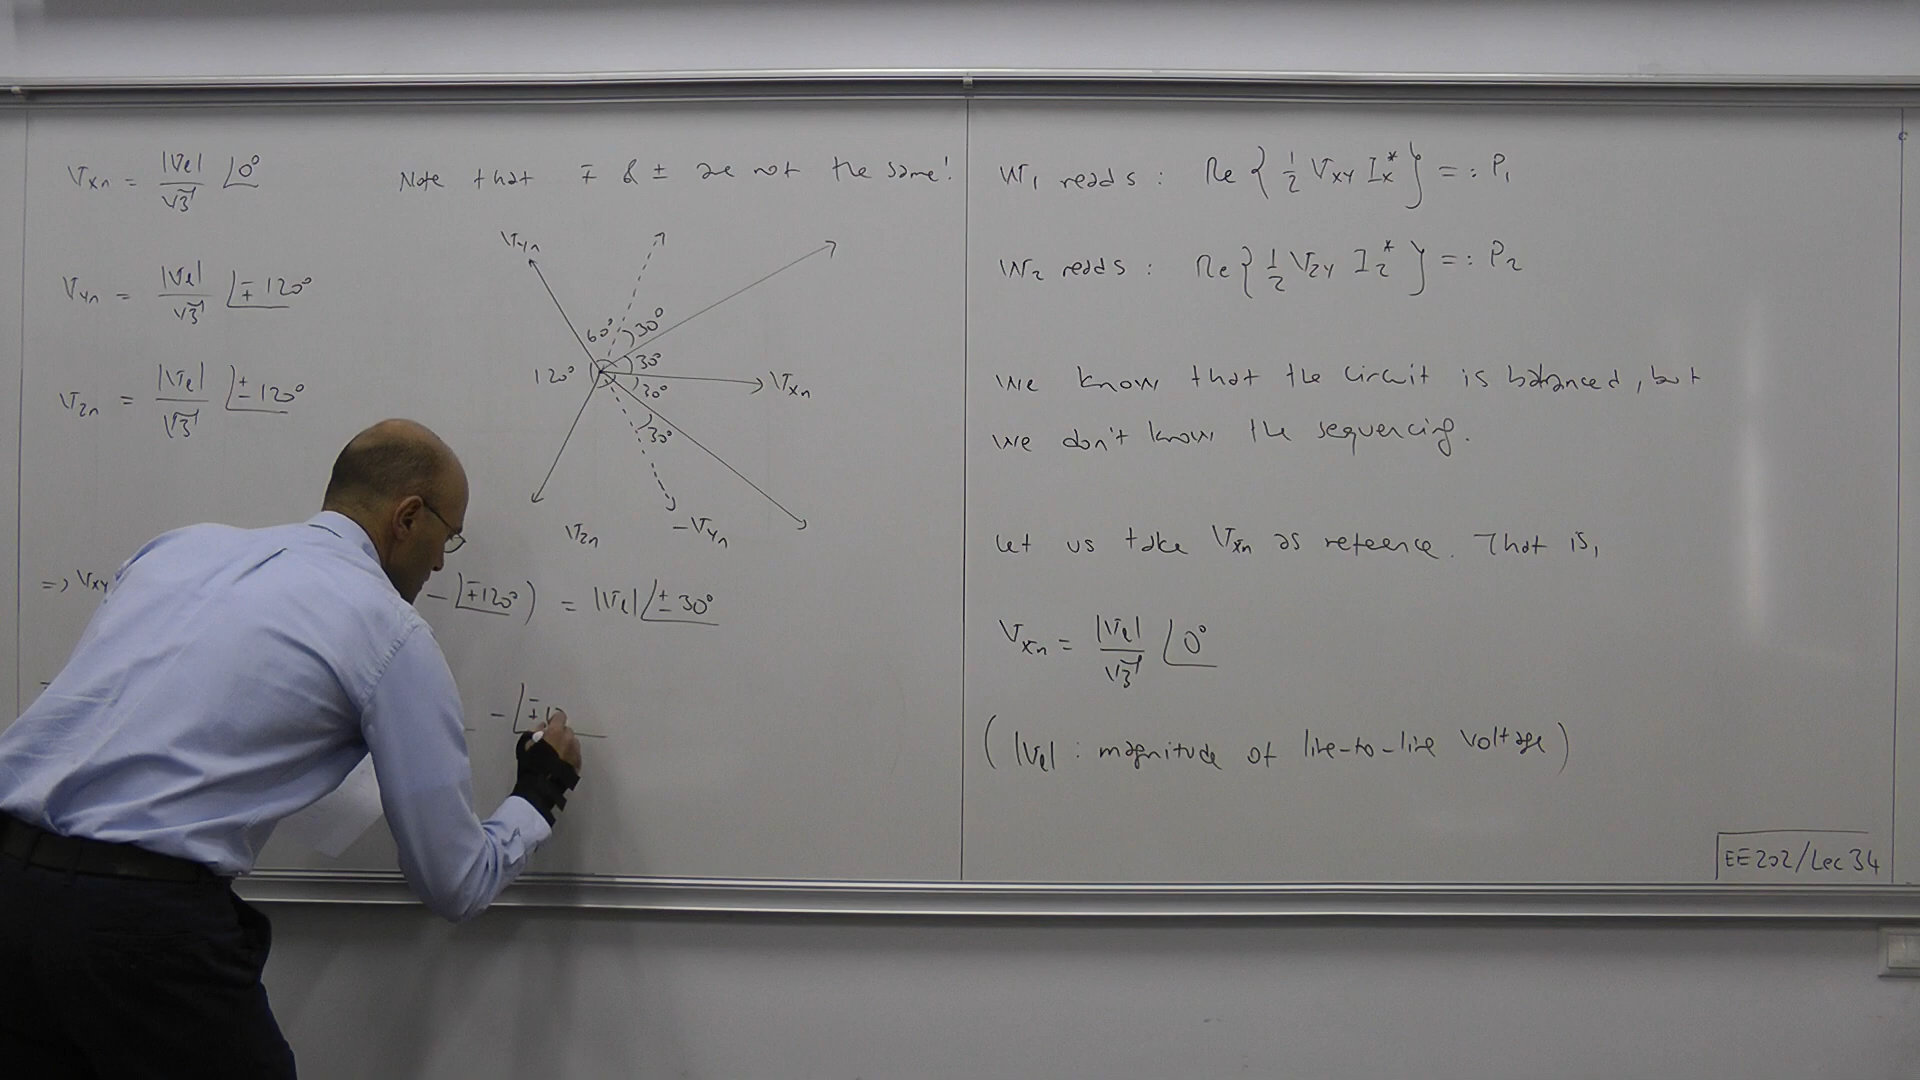 Vxn = |Vℓ|/√3 ∠0°
Note that ∓ & ± are not the same!
Vyn = |Vℓ|/√3 ∠∓120°
Vzn = |Vℓ|/√3 ∠±120°
Vyn
60° 30°
120° 30°
30° Vxn
30°
Vzn -Vyn
=> Vxy - ∠∓120°) = |Vℓ| ∠±30°
- ∠∓1
W1 reads : Re { 1/2 Vxy Ix* } =: P1
W2 reads : Re { 1/2 Vzy Iz* } =: P2
We know that the circuit is balanced, but
we don't know the sequencing.
Let us take Vxn as refeence. That is,
Vxn = |Vℓ|/√3 ∠0°
( |Vℓ| : magnitude of line-to-line voltage )
EE202/Lec 34